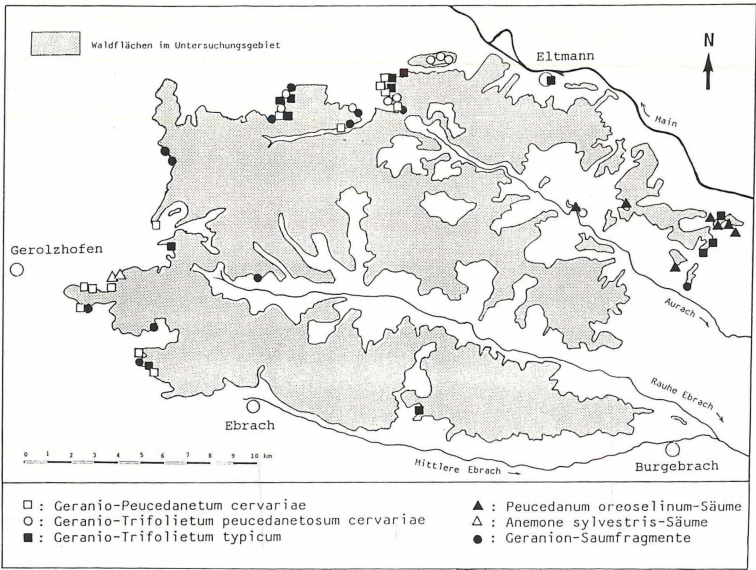 Waldflächen im Untersuchungsgebiet
Eltmann
N
Main
Gerolzhofen
Aurach
Rauhe Ebrach
Ebrach
0 1 2 3 4 5 6 7 8 9 10 km
Mittlere Ebrach
Burgebrach
□ : Geranio-Peucedanetum cervariae
○ : Geranio-Trifolietum peucedanetosum cervariae
■ : Geranio-Trifolietum typicum
▲ : Peucedanum oreoselinum-Säume
△ : Anemone sylvestris-Säume
● : Geranion-Saumfragmente